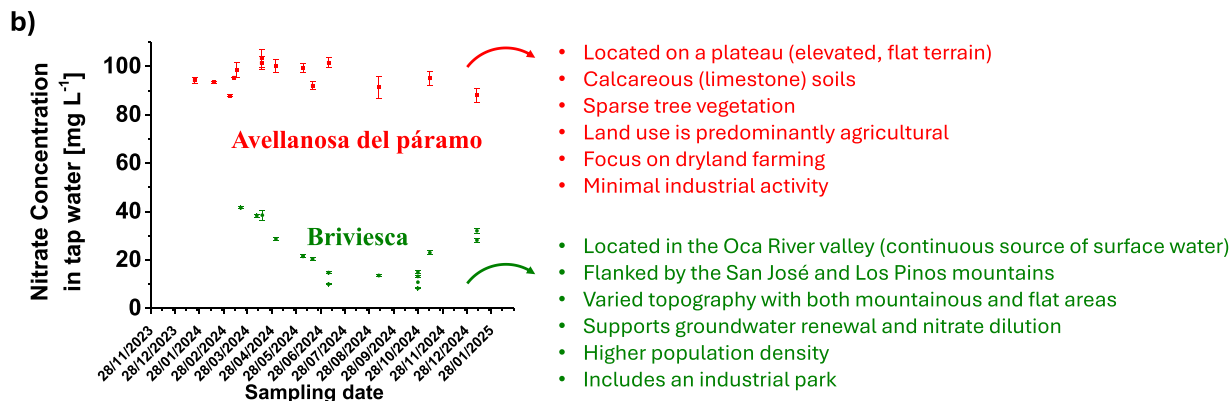 b)
Nitrate Concentration
in tap water [mg L⁻¹]
100
80
60
40
20
0
Avellanosa del páramo
Briviesca
28/11/2023
28/12/2023
28/01/2024
28/02/2024
28/03/2024
28/04/2024
28/05/2024
28/06/2024
28/07/2024
28/08/2024
28/09/2024
28/10/2024
28/11/2024
28/12/2024
28/01/2025
Sampling date
• Located on a plateau (elevated, flat terrain)
• Calcareous (limestone) soils
• Sparse tree vegetation
• Land use is predominantly agricultural
• Focus on dryland farming
• Minimal industrial activity
• Located in the Oca River valley (continuous source of surface water)
• Flanked by the San José and Los Pinos mountains
• Varied topography with both mountainous and flat areas
• Supports groundwater renewal and nitrate dilution
• Higher population density
• Includes an industrial park